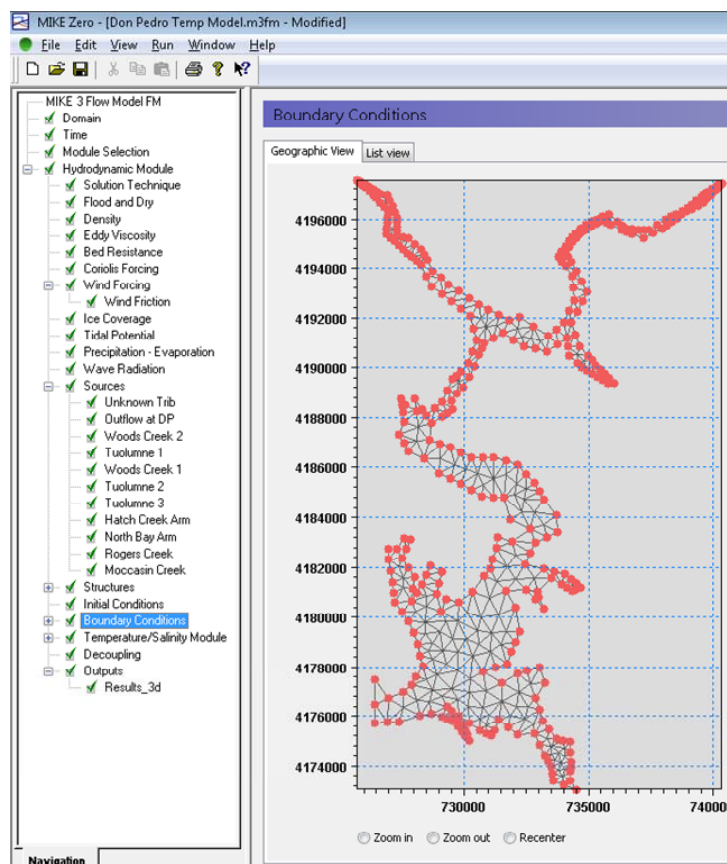 MIKE Zero - [Don Pedro Temp Model.m3fm - Modified]
File Edit View Run Window Help
MIKE 3 Flow Model FM
Domain
Time
Module Selection
Hydrodynamic Module
Solution Technique
Flood and Dry
Density
Eddy Viscosity
Bed Resistance
Coriolis Forcing
Wind Forcing
Wind Friction
Ice Coverage
Tidal Potential
Precipitation - Evaporation
Wave Radiation
Sources
Unknown Trib
Outflow at DP
Woods Creek 2
Tuolumne 1
Woods Creek 1
Tuolumne 2
Tuolumne 3
Hatch Creek Arm
North Bay Arm
Rogers Creek
Moccasin Creek
Structures
Initial Conditions
Boundary Conditions
Temperature/Salinity Module
Decoupling
Outputs
Results_3d
Navigation
Boundary Conditions
Geographic View List view
4196000
4194000
4192000
4190000
4188000
4186000
4184000
4182000
4180000
4178000
4176000
4174000
730000 735000 74000
Zoom in Zoom out Recenter